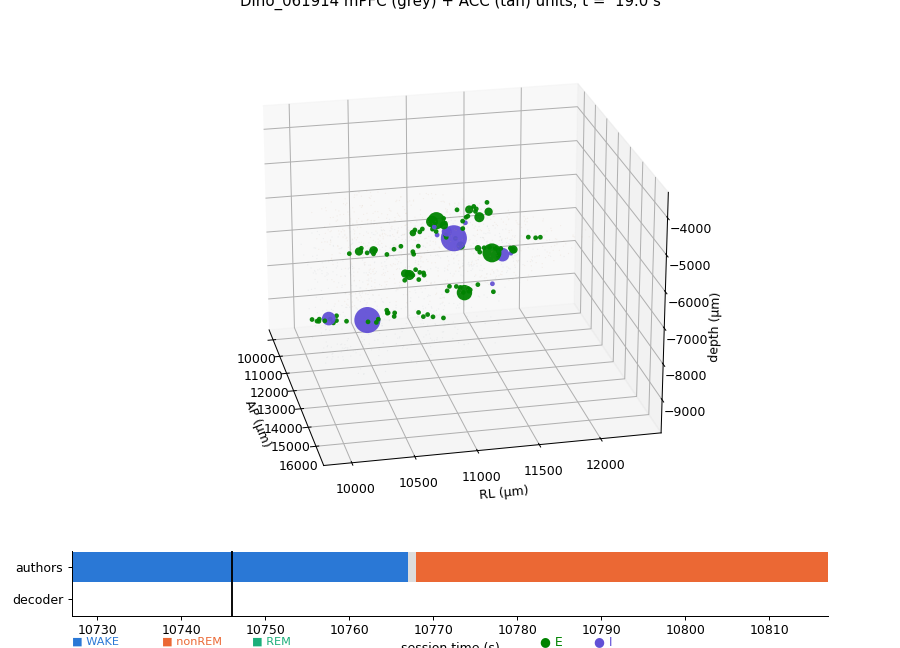 Dino_061914 mPFC (grey) + ACC (tan) units, t = 19.0 s
−4000
−5000
−6000
−7000
−8000
−9000
depth (µm)
10000
11000
12000
13000
14000
15000
16000
AP (µm)
10000
10500
11000
11500
12000
RL (µm)
authors
decoder
10730
10740
10750
10760
10770
10780
10790
10800
10810
session time (s)
WAKE
nonREM
REM
E
I